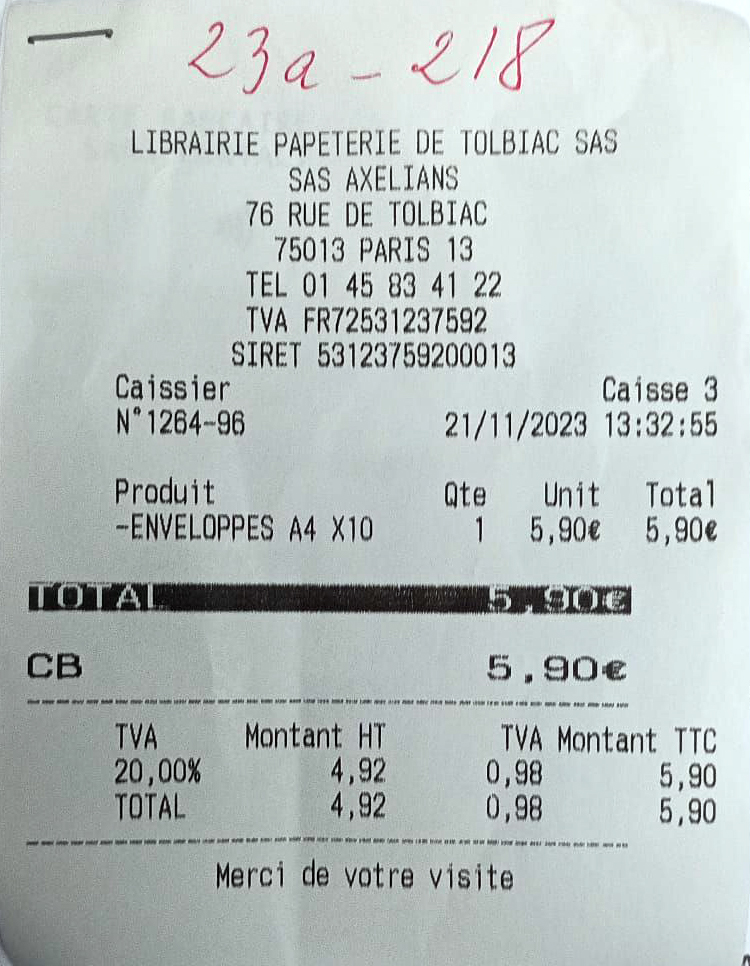 23a - 218
LIBRAIRIE PAPETERIE DE TOLBIAC SAS
SAS AXELIANS
76 RUE DE TOLBIAC
75013 PARIS 13
TEL 01 45 83 41 22
TVA FR72531237592
SIRET 53123759200013
Caissier Caisse 3
N°1264-96 21/11/2023 13:32:55
Produit Qte Unit Total
-ENVELOPPES A4 X10 1 5,90€ 5,90€
TOTAL 5,90€
CB 5,90€
TVA Montant HT TVA Montant TTC
20,00% 4,92 0,98 5,90
TOTAL 4,92 0,98 5,90
Merci de votre visite